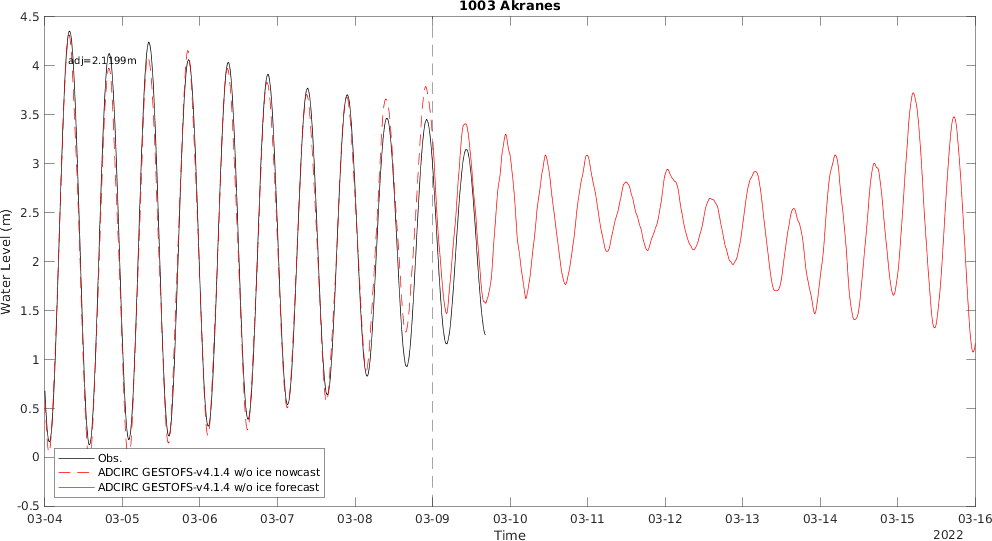 1003 Akranes
4.5
4
3.5
3
2.5
2
1.5
1
0.5
0
-0.5
Water Level (m)
adj=2.1199m
Obs.
ADCIRC GESTOFS-v4.1.4 w/o ice nowcast
ADCIRC GESTOFS-v4.1.4 w/o ice forecast
03-04 03-05 03-06 03-07 03-08 03-09 03-10 03-11 03-12 03-13 03-14 03-15 03-16
Time
2022